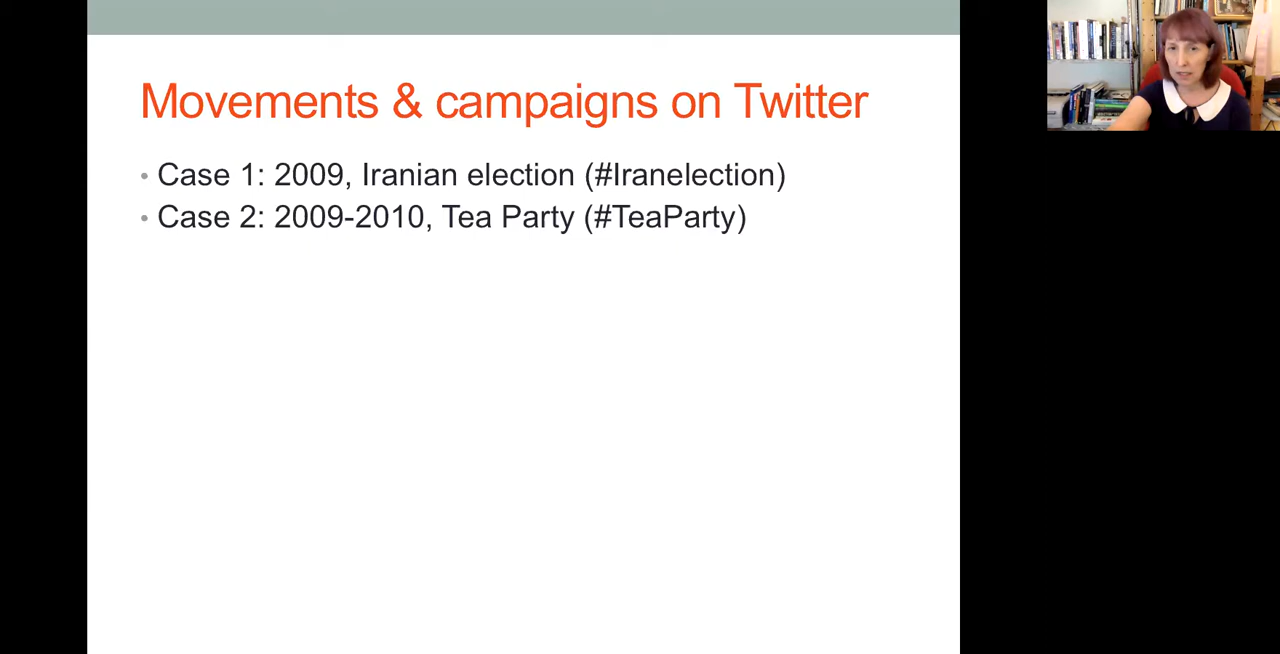 Movements & campaigns on Twitter
• Case 1: 2009, Iranian election (#Iranelection)
• Case 2: 2009-2010, Tea Party (#TeaParty)